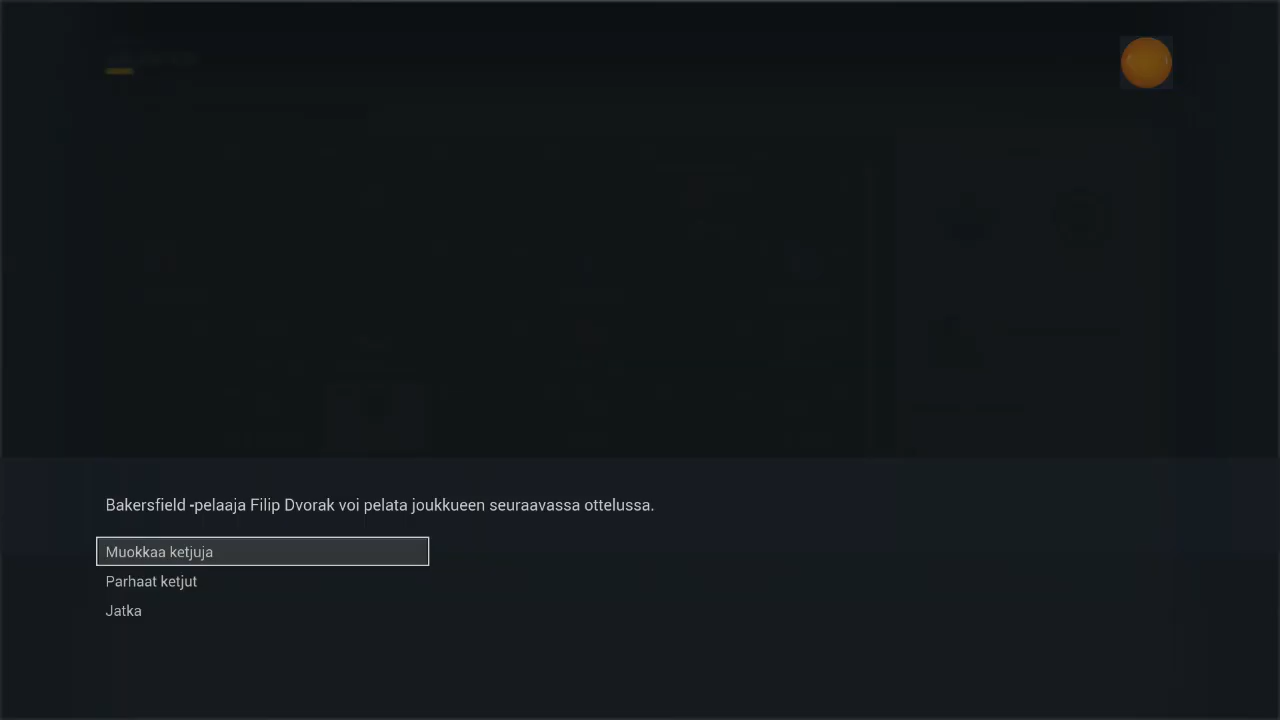 Bakersfield -pelaaja Filip Dvorak voi pelata joukkueen seuraavassa ottelussa.
Muokkaa ketjuja
Parhaat ketjut
Jatka